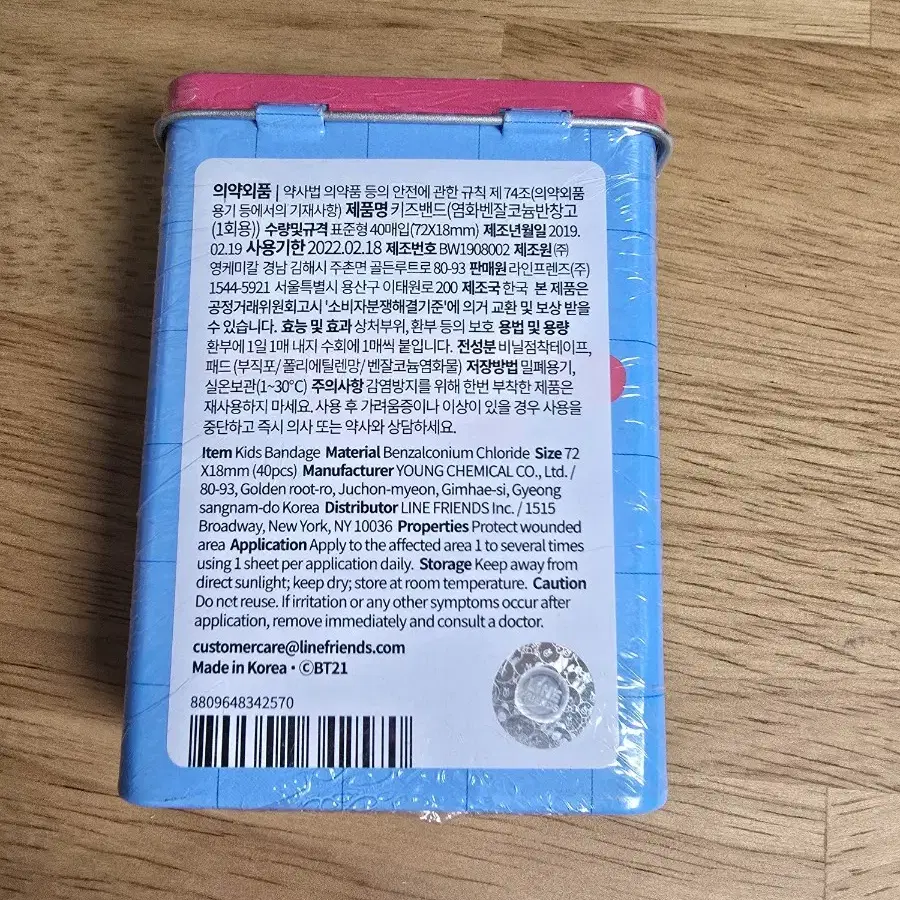 의약외품 | 약사법 의약품 등의 안전에 관한 규칙 제 74조(의약외품
용기 등에서의 기재사항) 제품명 키즈밴드(염화벤잘코늄반창고
(1회용)) 수량및규격 표준형 40매입(72X18mm) 제조년월일 2019.
02.19 사용기한 2022.02.18 제조번호 BW1908002 제조원 ㈜
영케미칼 경남 김해시 주촌면 골든루트로 80-93 판매원 라인프렌즈(주)
1544-5921 서울특별시 용산구 이태원로 200 제조국 한국 본 제품은
공정거래위원회고시 '소비자분쟁해결기준'에 의거 교환 및 보상 받을
수 있습니다. 효능 및 효과 상처부위, 환부 등의 보호 용법 및 용량
환부에 1일 1매 내지 수회에 1매씩 붙입니다. 전성분 비닐점착테이프,
패드 (부직포/ 폴리에틸렌망/ 벤잘코늄염화물) 저장방법 밀폐용기,
실온보관(1~30℃) 주의사항 감염방지를 위해 한번 부착한 제품은
재사용하지 마세요. 사용 후 가려움증이나 이상이 있을 경우 사용을
중단하고 즉시 의사 또는 약사와 상담하세요.
Item Kids Bandage Material Benzalconium Chloride Size 72
X18mm (40pcs) Manufacturer YOUNG CHEMICAL CO., Ltd. /
80-93, Golden root-ro, Juchon-myeon, Gimhae-si, Gyeong
sangnam-do Korea Distributor LINE FRIENDS Inc. / 1515
Broadway, New York, NY 10036 Properties Protect wounded
area Application Apply to the affected area 1 to several times
using 1 sheet per application daily. Storage Keep away from
direct sunlight; keep dry; store at room temperature. Caution
Do not reuse. If irritation or any other symptoms occur after
application, remove immediately and consult a doctor.
customercare@linefriends.com
Made in Korea • ⓒBT21
8809648342570